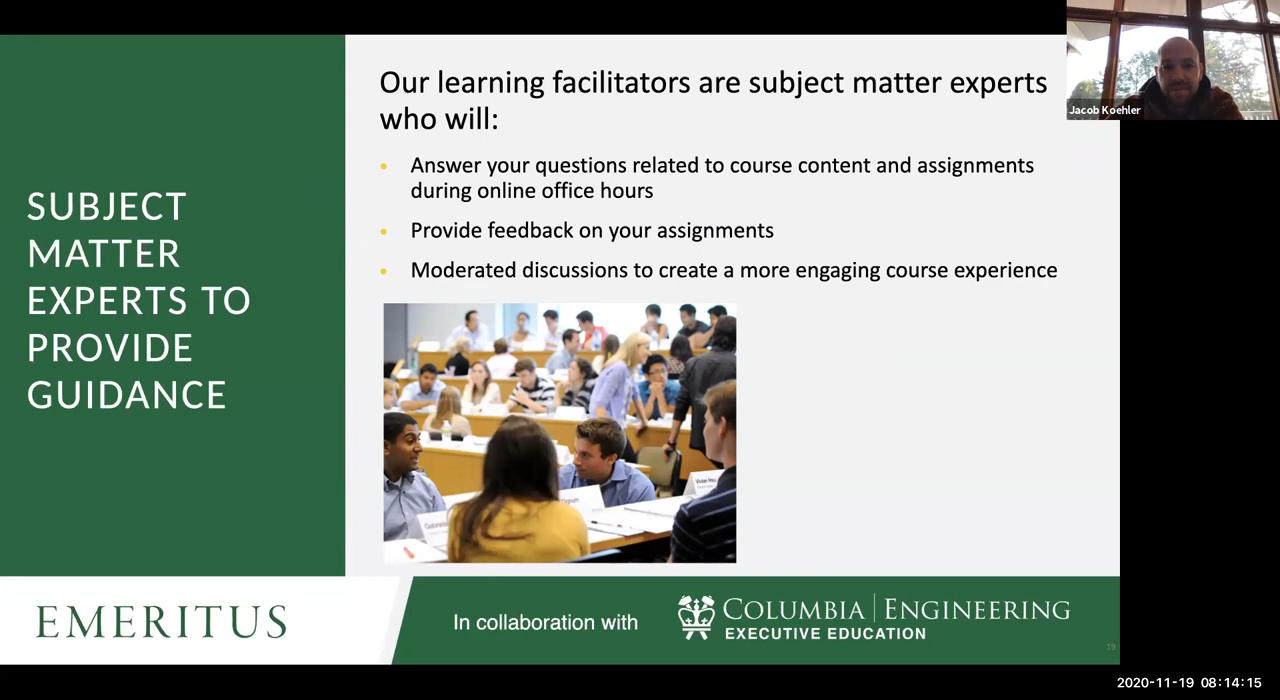 Our learning facilitators are subject matter experts
who will:
Jacob Koehler
Answer your questions related to course content and assignments
during online office hours
Provide feedback on your assignments
Moderated discussions to create a more engaging course experience
SUBJECT
MATTER
EXPERTS TO
PROVIDE
GUIDANCE
EMERITUS
In collaboration with
COLUMBIA | ENGINEERING
EXECUTIVE EDUCATION
19
2020-11-19 08:14:15